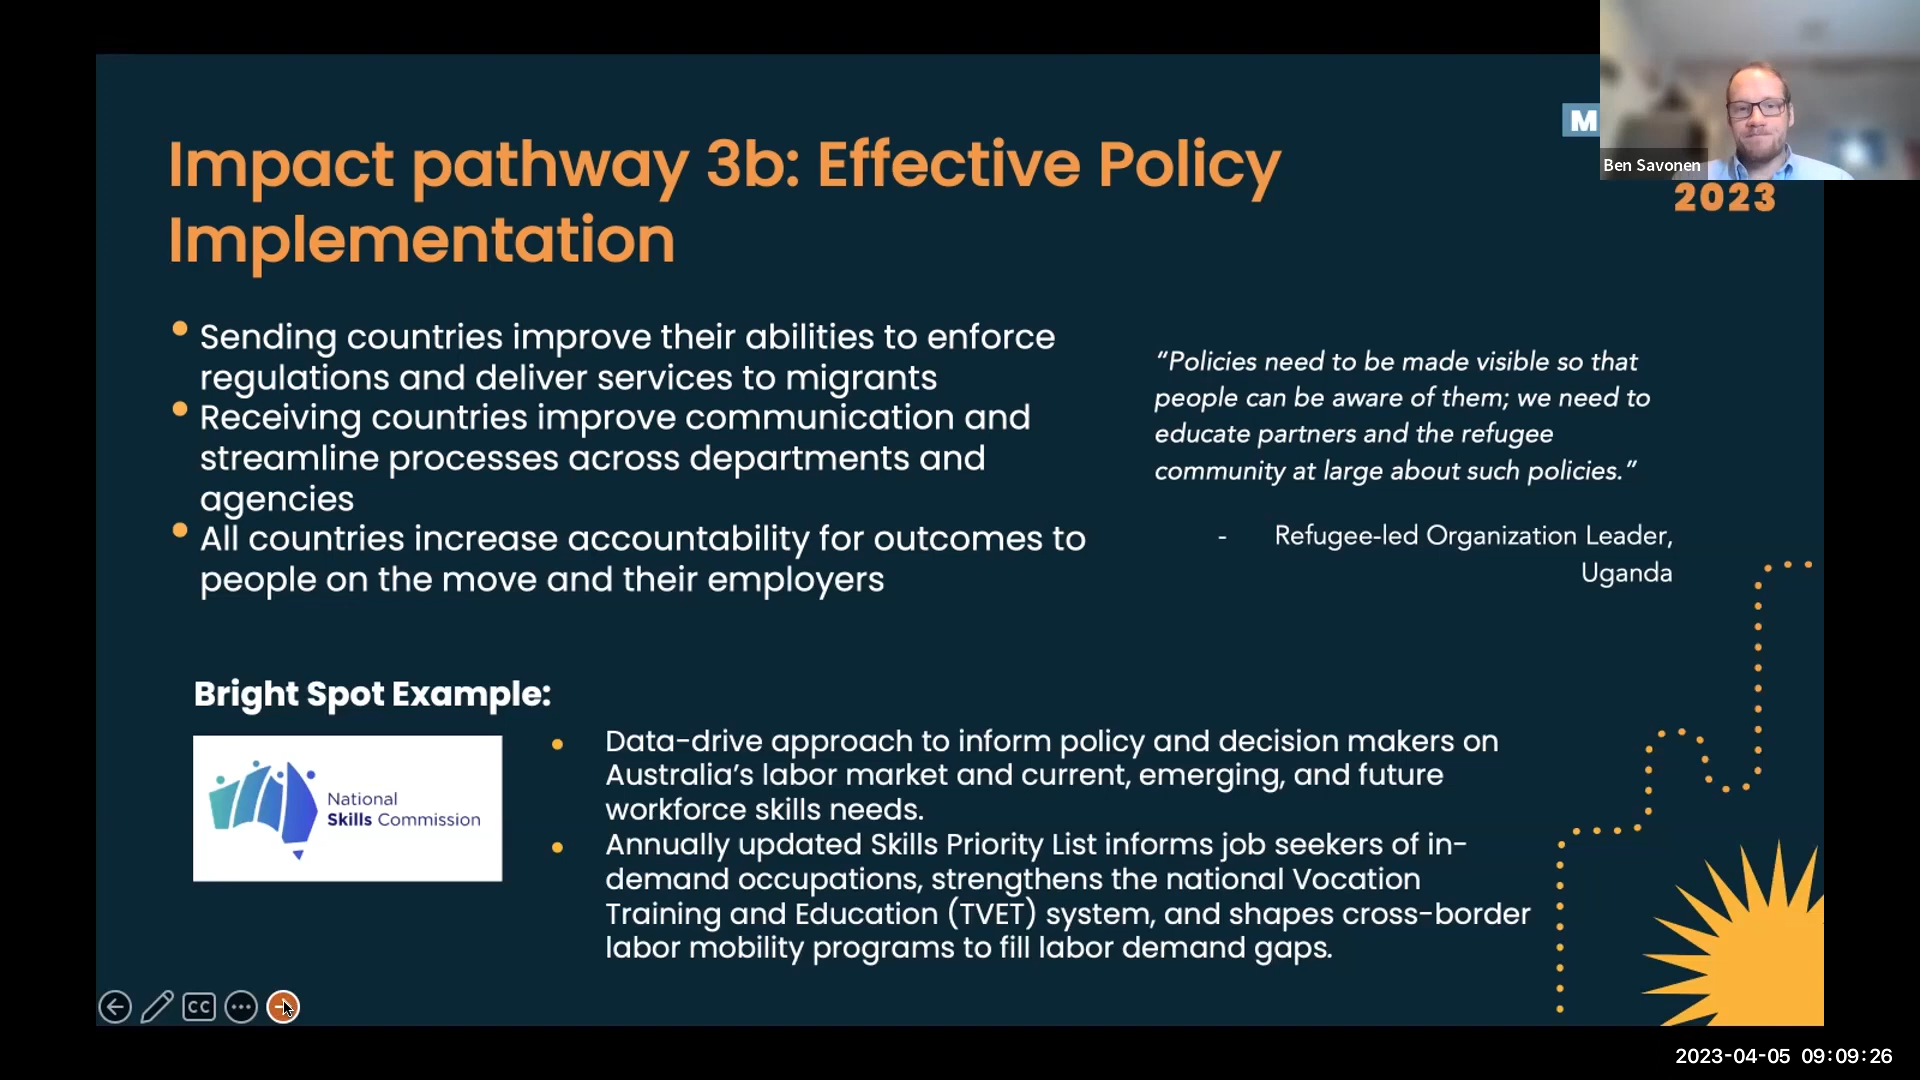 M
Ben Savonen
2023
Impact pathway 3b: Effective Policy
Implementation
Sending countries improve their abilities to enforce
regulations and deliver services to migrants
Receiving countries improve communication and
streamline processes across departments and
agencies
All countries increase accountability for outcomes to
people on the move and their employers
“Policies need to be made visible so that
people can be aware of them; we need to
educate partners and the refugee
community at large about such policies.”
- Refugee-led Organization Leader,
Uganda
Bright Spot Example:
National
Skills Commission
Data-drive approach to inform policy and decision makers on
Australia’s labor market and current, emerging, and future
workforce skills needs.
Annually updated Skills Priority List informs job seekers of in-
demand occupations, strengthens the national Vocation
Training and Education (TVET) system, and shapes cross-border
labor mobility programs to fill labor demand gaps.
CC
2023-04-05 09:09:26